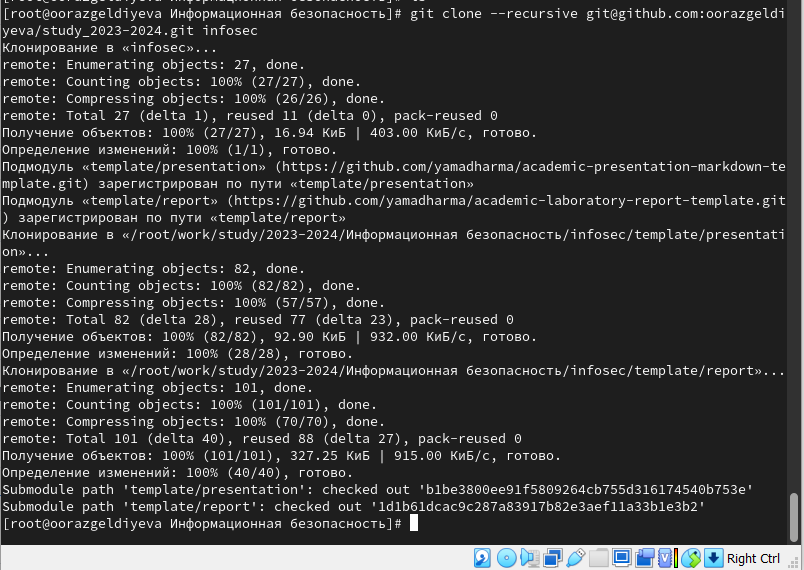 [root@oorazgeldiyeva Информационная безопасность]# git clone --recursive git@github.com:oorazgeldi
yeva/study_2023-2024.git infosec
Клонирование в «infosec»...
remote: Enumerating objects: 27, done.
remote: Counting objects: 100% (27/27), done.
remote: Compressing objects: 100% (26/26), done.
remote: Total 27 (delta 1), reused 11 (delta 0), pack-reused 0
Получение объектов: 100% (27/27), 16.94 КиБ | 403.00 КиБ/с, готово.
Определение изменений: 100% (1/1), готово.
Подмодуль «template/presentation» (https://github.com/yamadharma/academic-presentation-markdown-te
mplate.git) зарегистрирован по пути «template/presentation»
Подмодуль «template/report» (https://github.com/yamadharma/academic-laboratory-report-template.git
) зарегистрирован по пути «template/report»
Клонирование в «/root/work/study/2023-2024/Информационная безопасность/infosec/template/presentati
on»...
remote: Enumerating objects: 82, done.
remote: Counting objects: 100% (82/82), done.
remote: Compressing objects: 100% (57/57), done.
remote: Total 82 (delta 28), reused 77 (delta 23), pack-reused 0
Получение объектов: 100% (82/82), 92.90 КиБ | 932.00 КиБ/с, готово.
Определение изменений: 100% (28/28), готово.
Клонирование в «/root/work/study/2023-2024/Информационная безопасность/infosec/template/report»...
remote: Enumerating objects: 101, done.
remote: Counting objects: 100% (101/101), done.
remote: Compressing objects: 100% (70/70), done.
remote: Total 101 (delta 40), reused 88 (delta 27), pack-reused 0
Получение объектов: 100% (101/101), 327.25 КиБ | 915.00 КиБ/с, готово.
Определение изменений: 100% (40/40), готово.
Submodule path 'template/presentation': checked out 'b1be3800ee91f5809264cb755d316174540b753e'
Submodule path 'template/report': checked out '1d1b61dcac9c287a83917b82e3aef11a33b1e3b2'
[root@oorazgeldiyeva Информационная безопасность]#
Right Ctrl